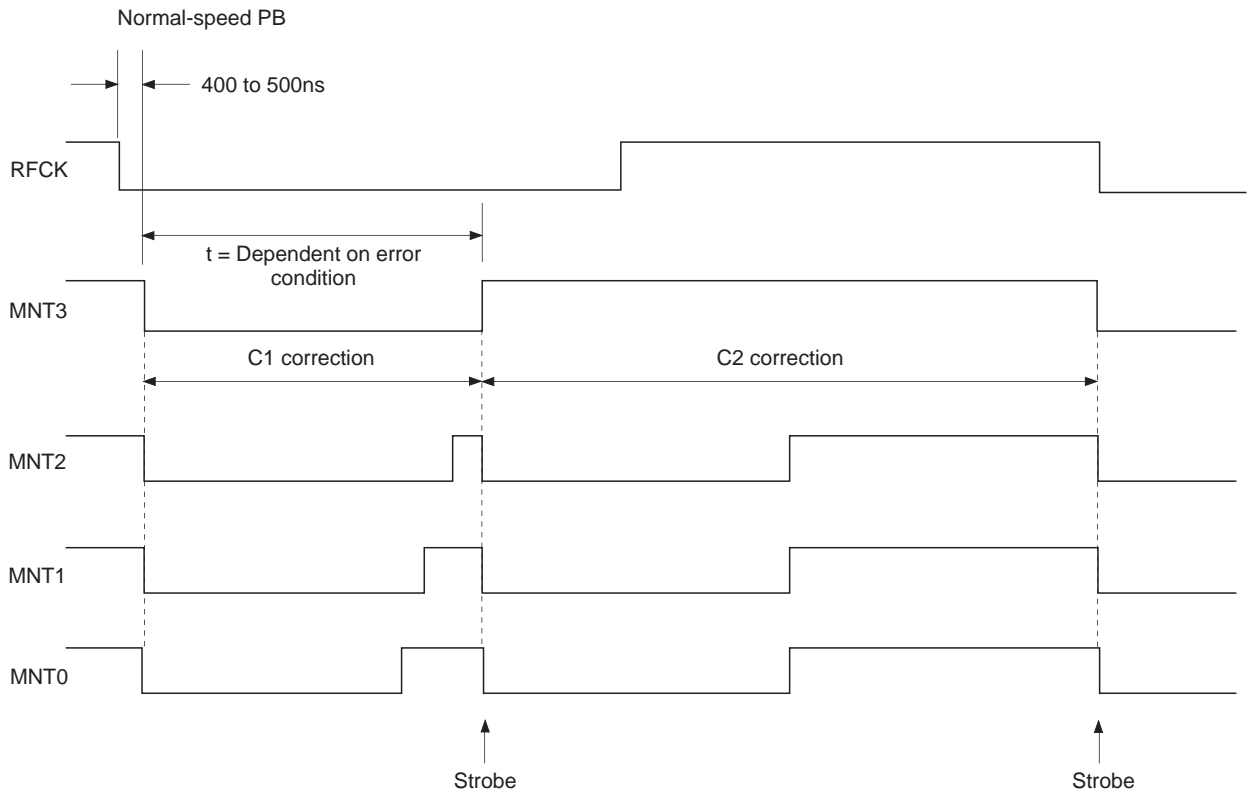 Normal-speed PB
400 to 500ns
RFCK
t = Dependent on error
condition
MNT3
C1 correction
C2 correction
MNT2
MNT1
MNT0
Strobe
Strobe